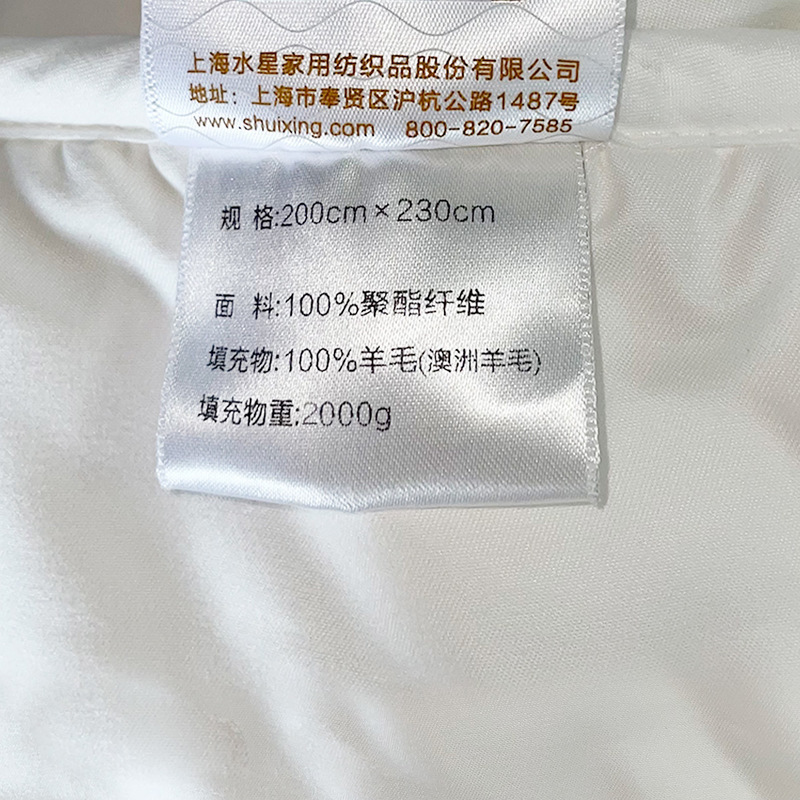 上海水星家用纺织品股份有限公司
地址：上海市奉贤区沪杭公路1487号
www.shuixing.com 800-820-7585
规 格:200cm×230cm
面 料:100%聚酯纤维
填充物:100%羊毛(澳洲羊毛)
填充物重:2000g